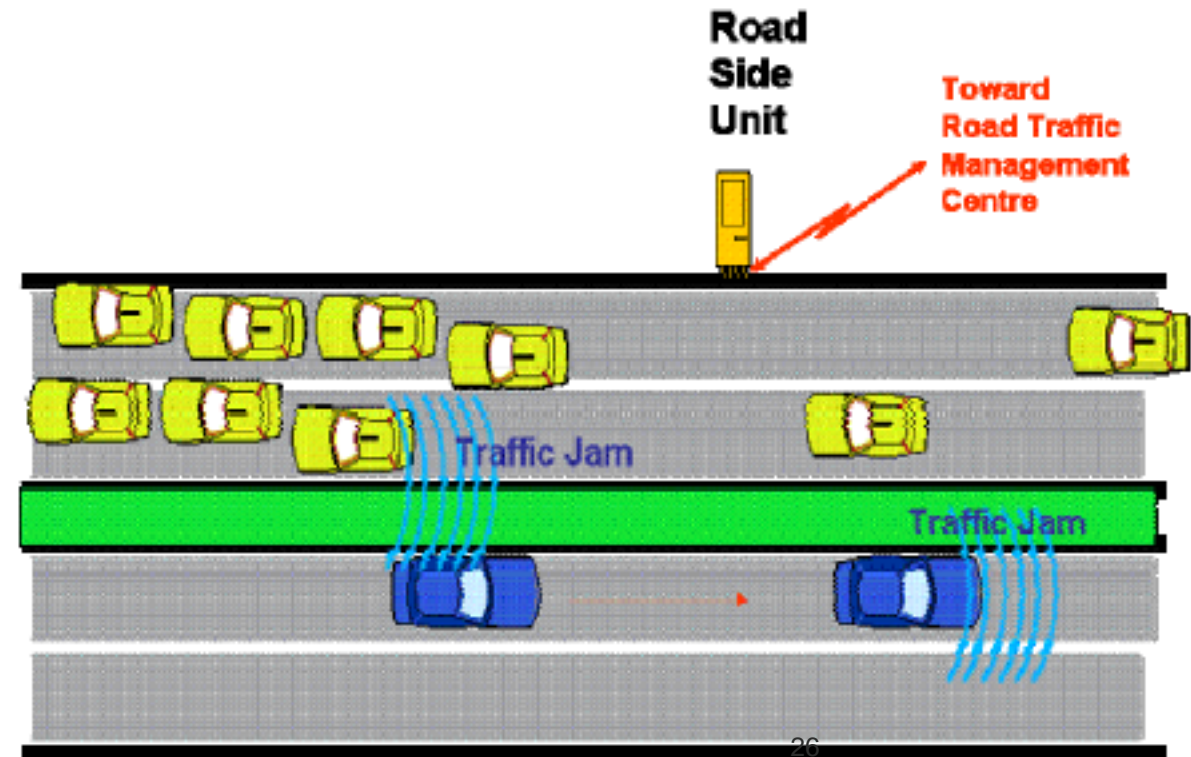 Road
Side
Unit
Toward
Road Traffic
Management
Centre
Traffic Jam
Traffic Jam
26